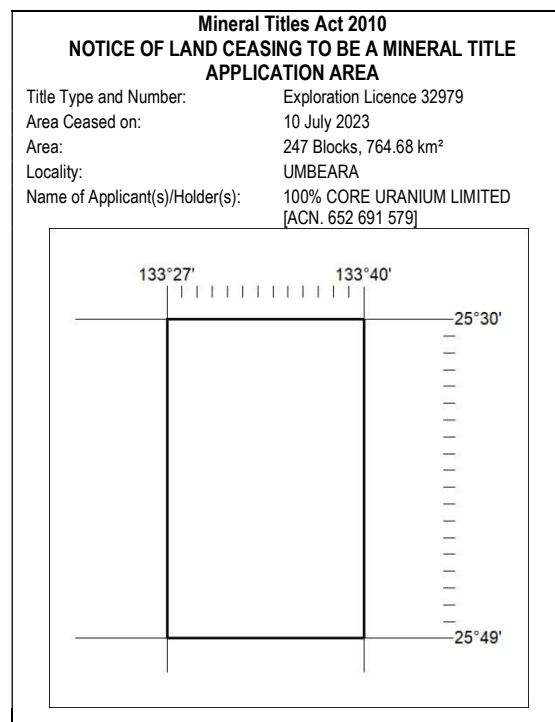 Mineral Titles Act 2010
NOTICE OF LAND CEASING TO BE A MINERAL TITLE
APPLICATION AREA
Title Type and Number: Exploration Licence 32979
Area Ceased on: 10 July 2023
Area: 247 Blocks, 764.68 km²
Locality: UMBEARA
Name of Applicant(s)/Holder(s): 100% CORE URANIUM LIMITED
[ACN. 652 691 579]
133°27' 133°40'
25°30'
25°49'